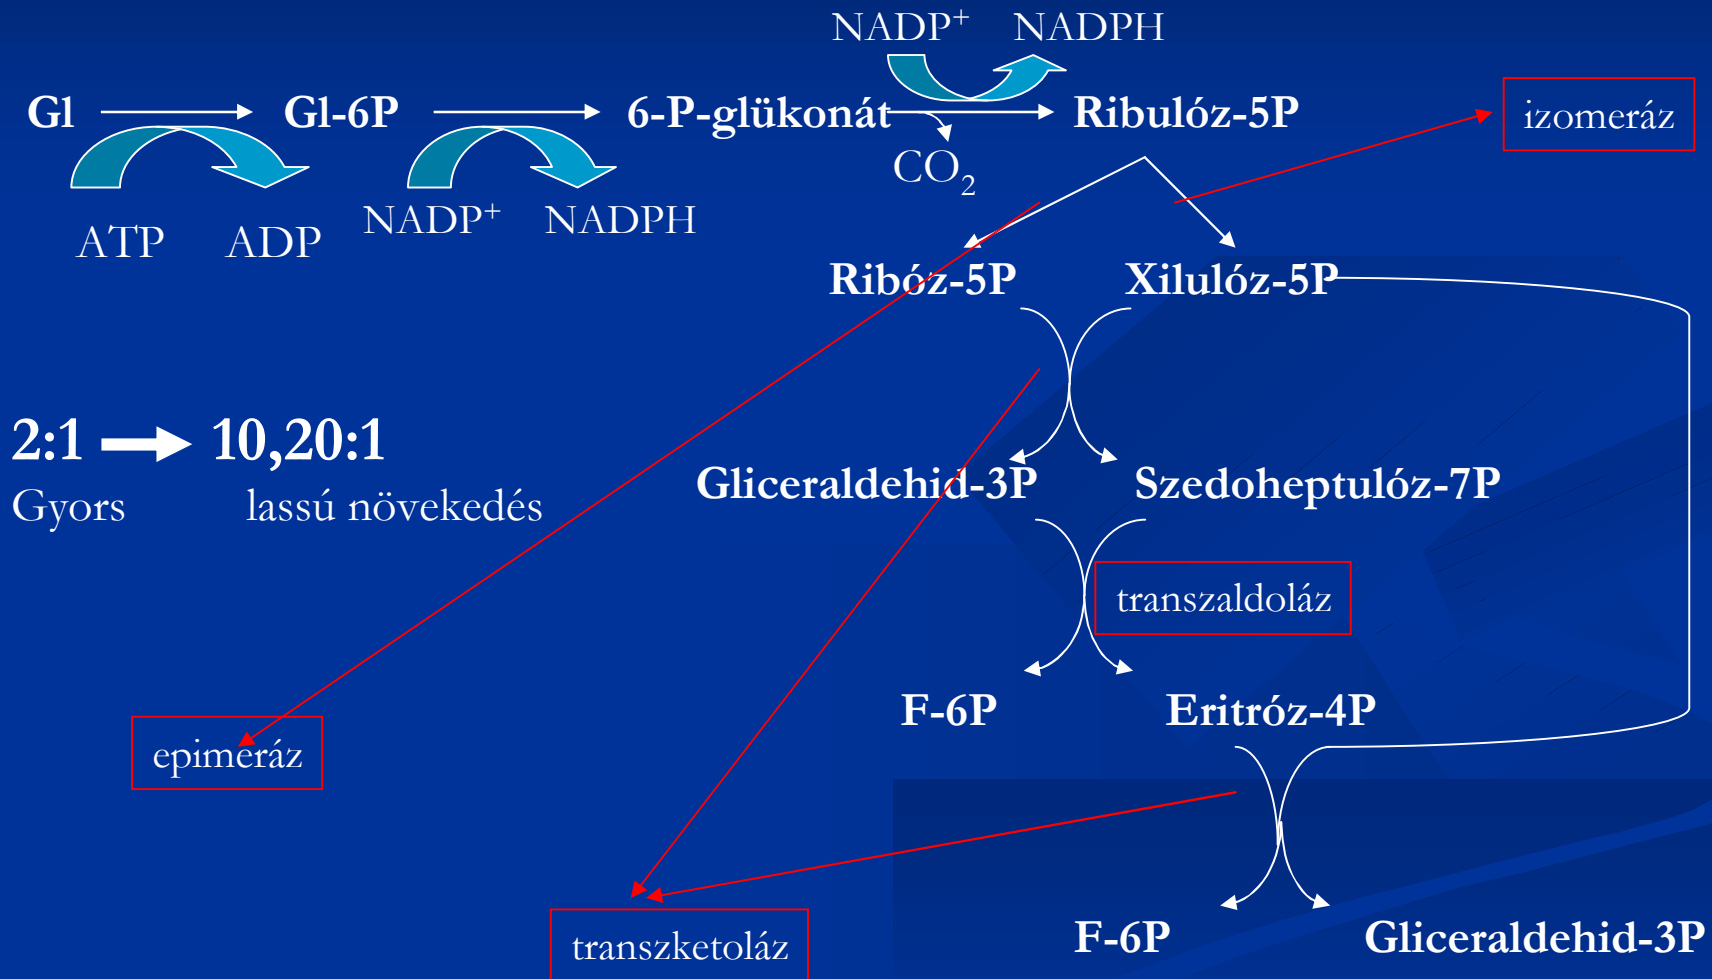 NADP⁺ NADPH
Gl Gl-6P 6-P-glükonát Ribulóz-5P izomeráz
CO₂
ATP ADP NADP⁺ NADPH
Ribóz-5P Xilulóz-5P
2:1 10,20:1
Gyors lassú növekedés
Gliceraldehid-3P Szedoheptulóz-7P
transzaldoláz
F-6P Eritróz-4P
epimeráz
transzketoláz
F-6P Gliceraldehid-3P